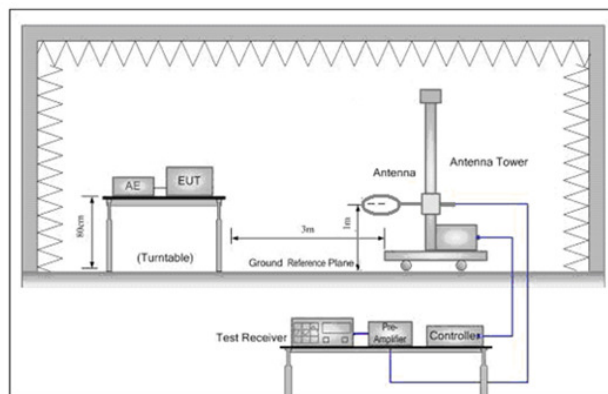 Antenna
Antenna Tower
AE
EUT
80cm
(Turntable)
3m
1m
Ground Reference Plane
Test Receiver
Pre-
Amplifier
Controller